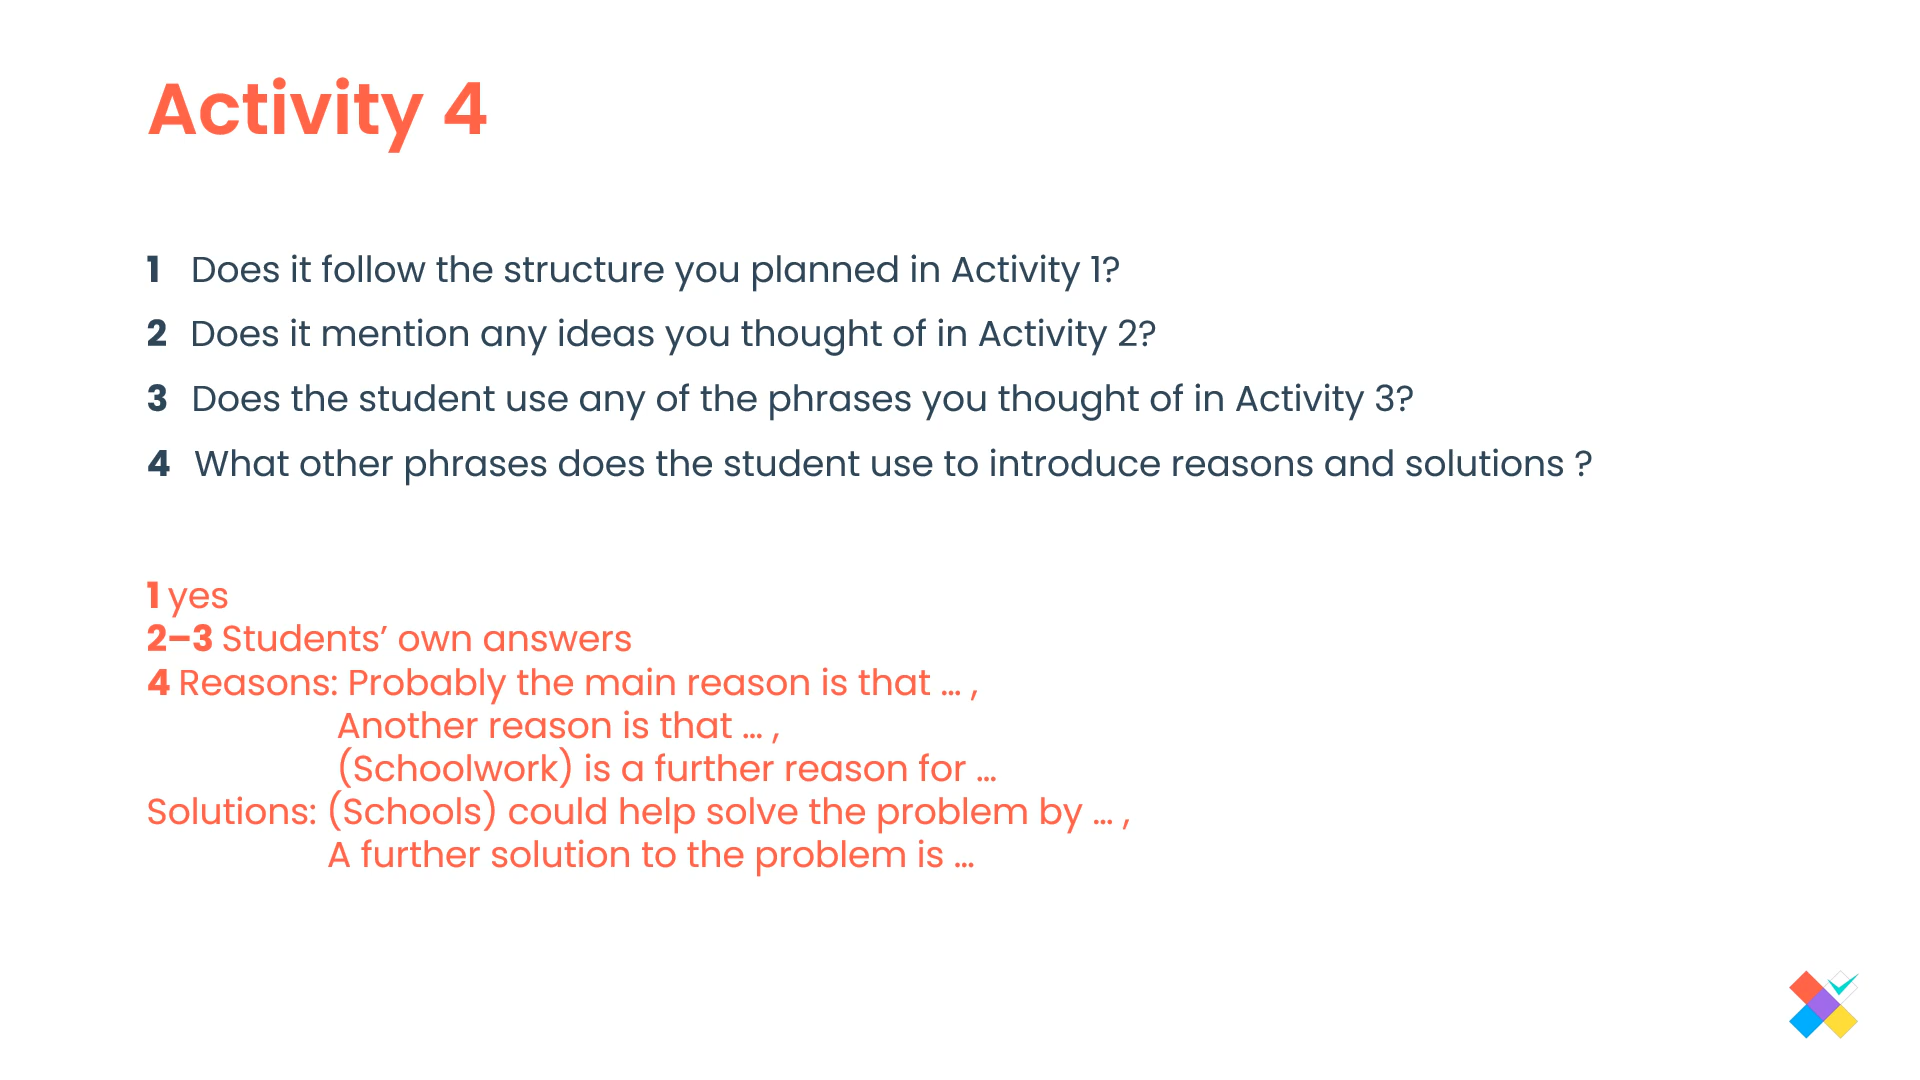 Activity 4
1 Does it follow the structure you planned in Activity 1?
2 Does it mention any ideas you thought of in Activity 2?
3 Does the student use any of the phrases you thought of in Activity 3?
4 What other phrases does the student use to introduce reasons and solutions ?
1 yes
2–3 Students’ own answers
4 Reasons: Probably the main reason is that … ,
Another reason is that … ,
(Schoolwork) is a further reason for …
Solutions: (Schools) could help solve the problem by … ,
A further solution to the problem is …